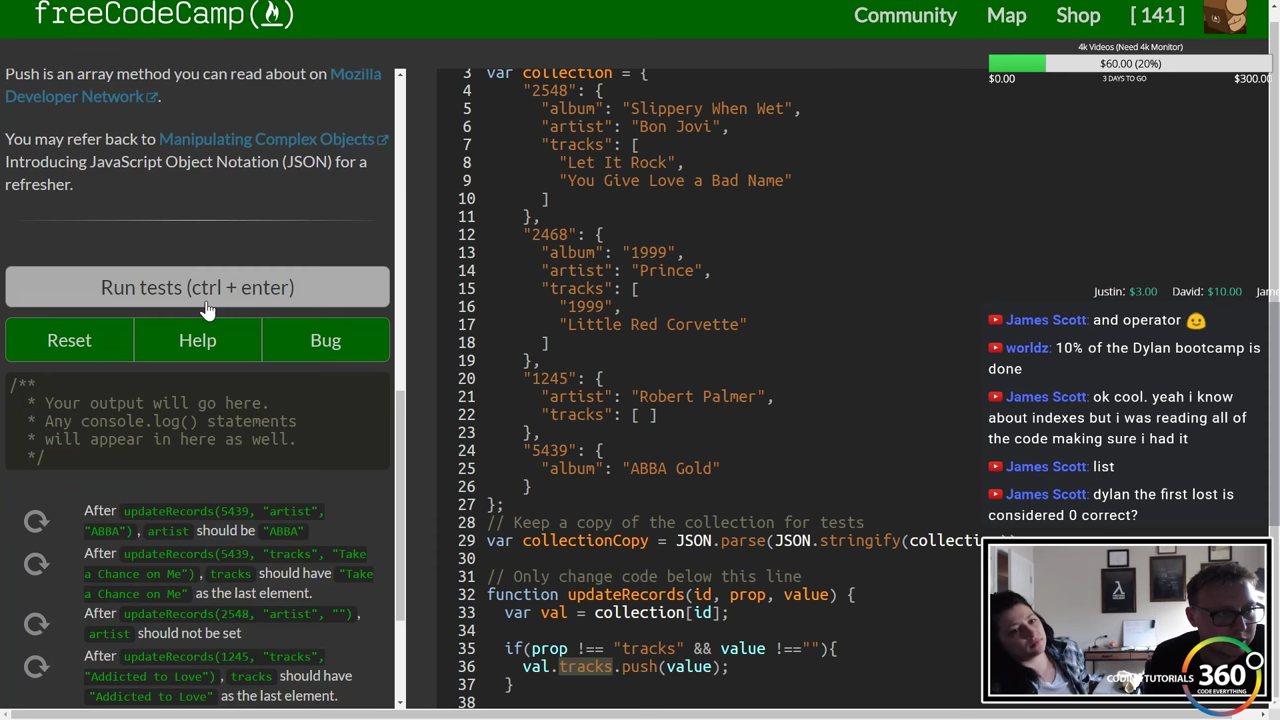 freeCodeCamp
Community Map Shop [ 141 ]
4k Videos (Need 4k Monitor)
$60.00 (20%)
$0.00 3 DAYS TO GO $300.00
Push is an array method you can read about on Mozilla
Developer Network.
You may refer back to Manipulating Complex Objects
Introducing JavaScript Object Notation (JSON) for a
refresher.
Run tests (ctrl + enter)
Reset Help Bug
/**
* Your output will go here.
* Any console.log() statements
* will appear in here as well.
*/
After updateRecords(5439, "artist",
"ABBA"), artist should be "ABBA"
After updateRecords(5439, "tracks", "Take
a Chance on Me"), tracks should have "Take
a Chance on Me" as the last element.
After updateRecords(2548, "artist", ""),
artist should not be set
After updateRecords(1245, "tracks",
"Addicted to Love"), tracks should have
"Addicted to Love" as the last element.
3 var collection = {
4 "2548": {
5 "album": "Slippery When Wet",
6 "artist": "Bon Jovi",
7 "tracks": [
8 "Let It Rock",
9 "You Give Love a Bad Name"
10 ]
11 },
12 "2468": {
13 "album": "1999",
14 "artist": "Prince",
15 "tracks": [
16 "1999",
17 "Little Red Corvette"
18 ]
19 },
20 "1245": {
21 "artist": "Robert Palmer",
22 "tracks": [ ]
23 },
24 "5439": {
25 "album": "ABBA Gold"
26 }
27 };
28 // Keep a copy of the collection for tests
29 var collectionCopy = JSON.parse(JSON.stringify(collecti
30
31 // Only change code below this line
32 function updateRecords(id, prop, value) {
33 var val = collection[id];
34
35 if(prop !== "tracks" && value !==""){
36 val.tracks.push(value);
37 }
38
Justin: $3.00 David: $10.00 Jame
James Scott: and operator
worldz: 10% of the Dylan bootcamp is
done
James Scott: ok cool. yeah i know
about indexes but i was reading all of
the code making sure i had it
James Scott: list
James Scott: dylan the first lost is
considered 0 correct?
CODING TUTORIALS 360°
CODE EVERYTHING